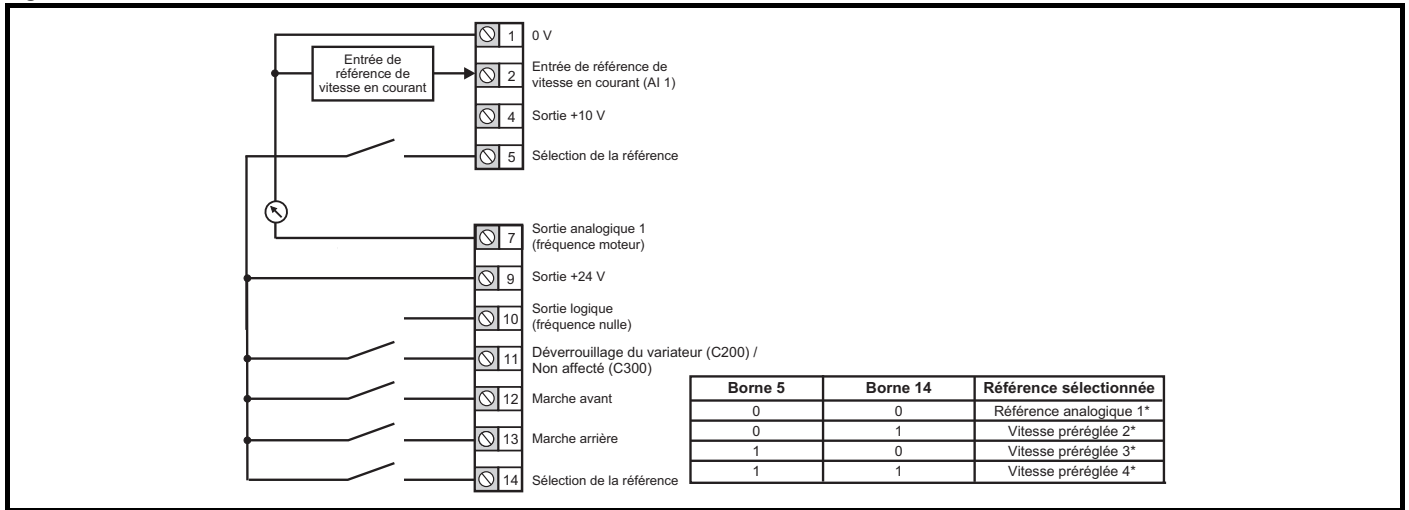 1 0 V
Entrée de
référence de
vitesse en courant
2 Entrée de référence de
vitesse en courant (AI 1)
4 Sortie +10 V
5 Sélection de la référence
7 Sortie analogique 1
(fréquence moteur)
9 Sortie +24 V
10 Sortie logique
(fréquence nulle)
11 Déverrouillage du variateur (C200) /
Non affecté (C300)
12 Marche avant
13 Marche arrière
14 Sélection de la référence
Borne 5 Borne 14 Référence sélectionnée
0 0 Référence analogique 1*
0 1 Vitesse préréglée 2*
1 0 Vitesse préréglée 3*
1 1 Vitesse préréglée 4*